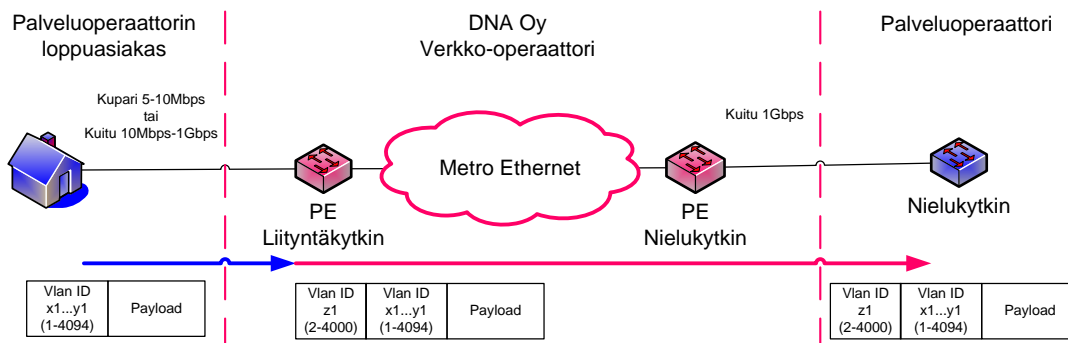 Palveluoperaattorin
loppuasiakas
DNA Oy
Verkko-operaattori
Palveluoperaattori
Kupari 5-10Mbps
tai
Kuitu 10Mbps-1Gbps
Kuitu 1Gbps
Metro Ethernet
PE
Liityntäkytkin
PE
Nielukytkin
Nielukytkin
Vlan ID
x1...y1
(1-4094)
Payload
Vlan ID
z1
(2-4000)
Vlan ID
x1...y1
(1-4094)
Payload
Vlan ID
z1
(2-4000)
Vlan ID
x1...y1
(1-4094)
Payload